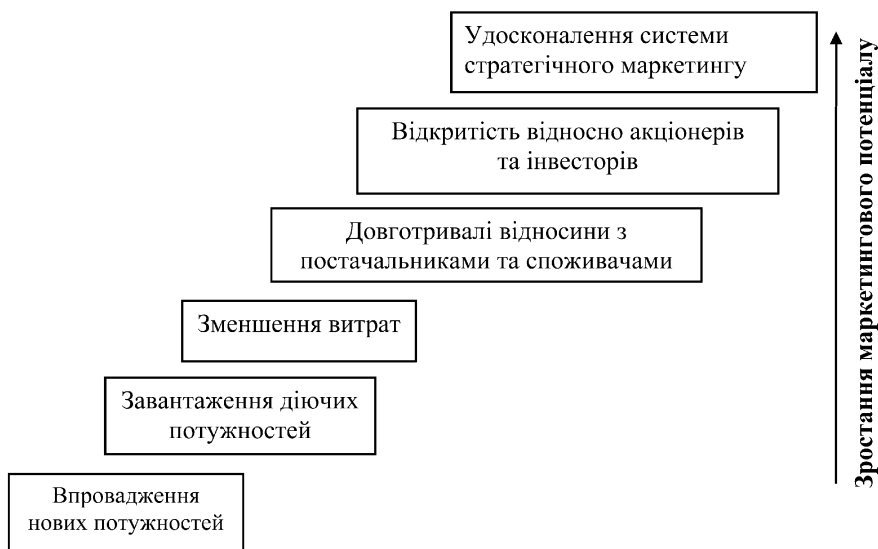 Удосконалення системи
стратегічного маркетингу
Відкритість відносно акціонерів
та інвесторів
Довготривалі відносини з
постачальниками та споживачами
Зменшення витрат
Завантаження діючих
потужностей
Впровадження
нових потужностей
Зростання маркетингового потенціалу